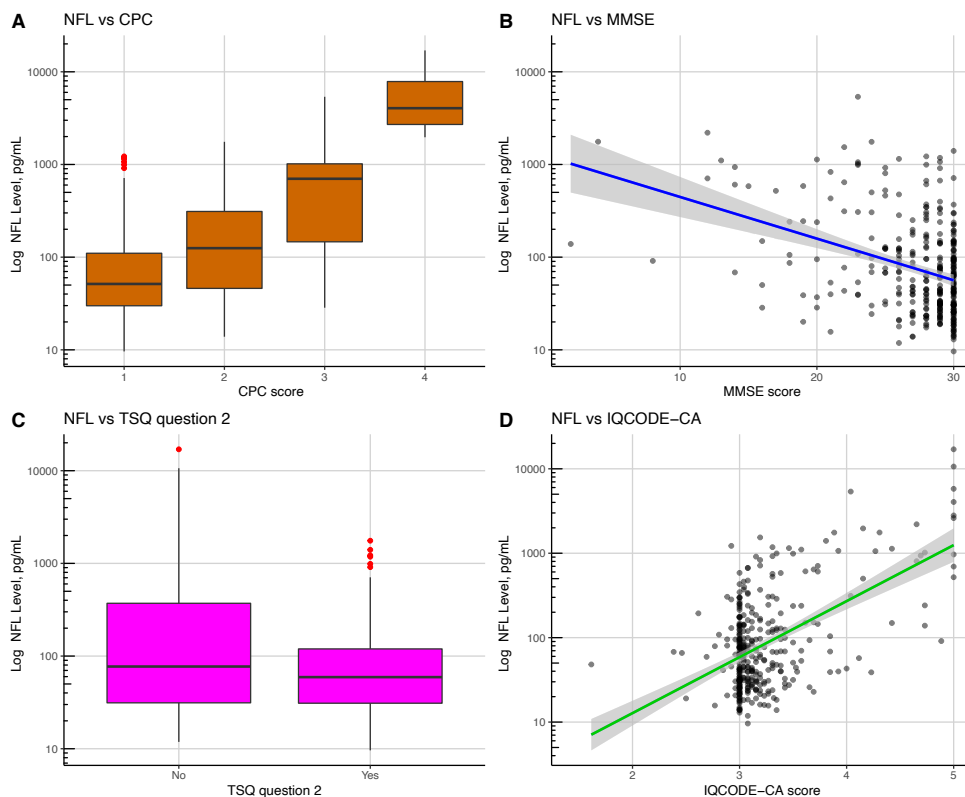 A
NFL vs CPC
Log NFL Level, pg/mL
10000
1000
100
10
1
2
3
4
CPC score
B
NFL vs MMSE
Log NFL Level, pg/mL
10000
1000
100
10
10
20
30
MMSE score
C
NFL vs TSQ question 2
Log NFL Level, pg/mL
10000
1000
100
10
No
Yes
TSQ question 2
D
NFL vs IQCODE−CA
Log NFL Level, pg/mL
10000
1000
100
10
2
3
4
5
IQCODE−CA score